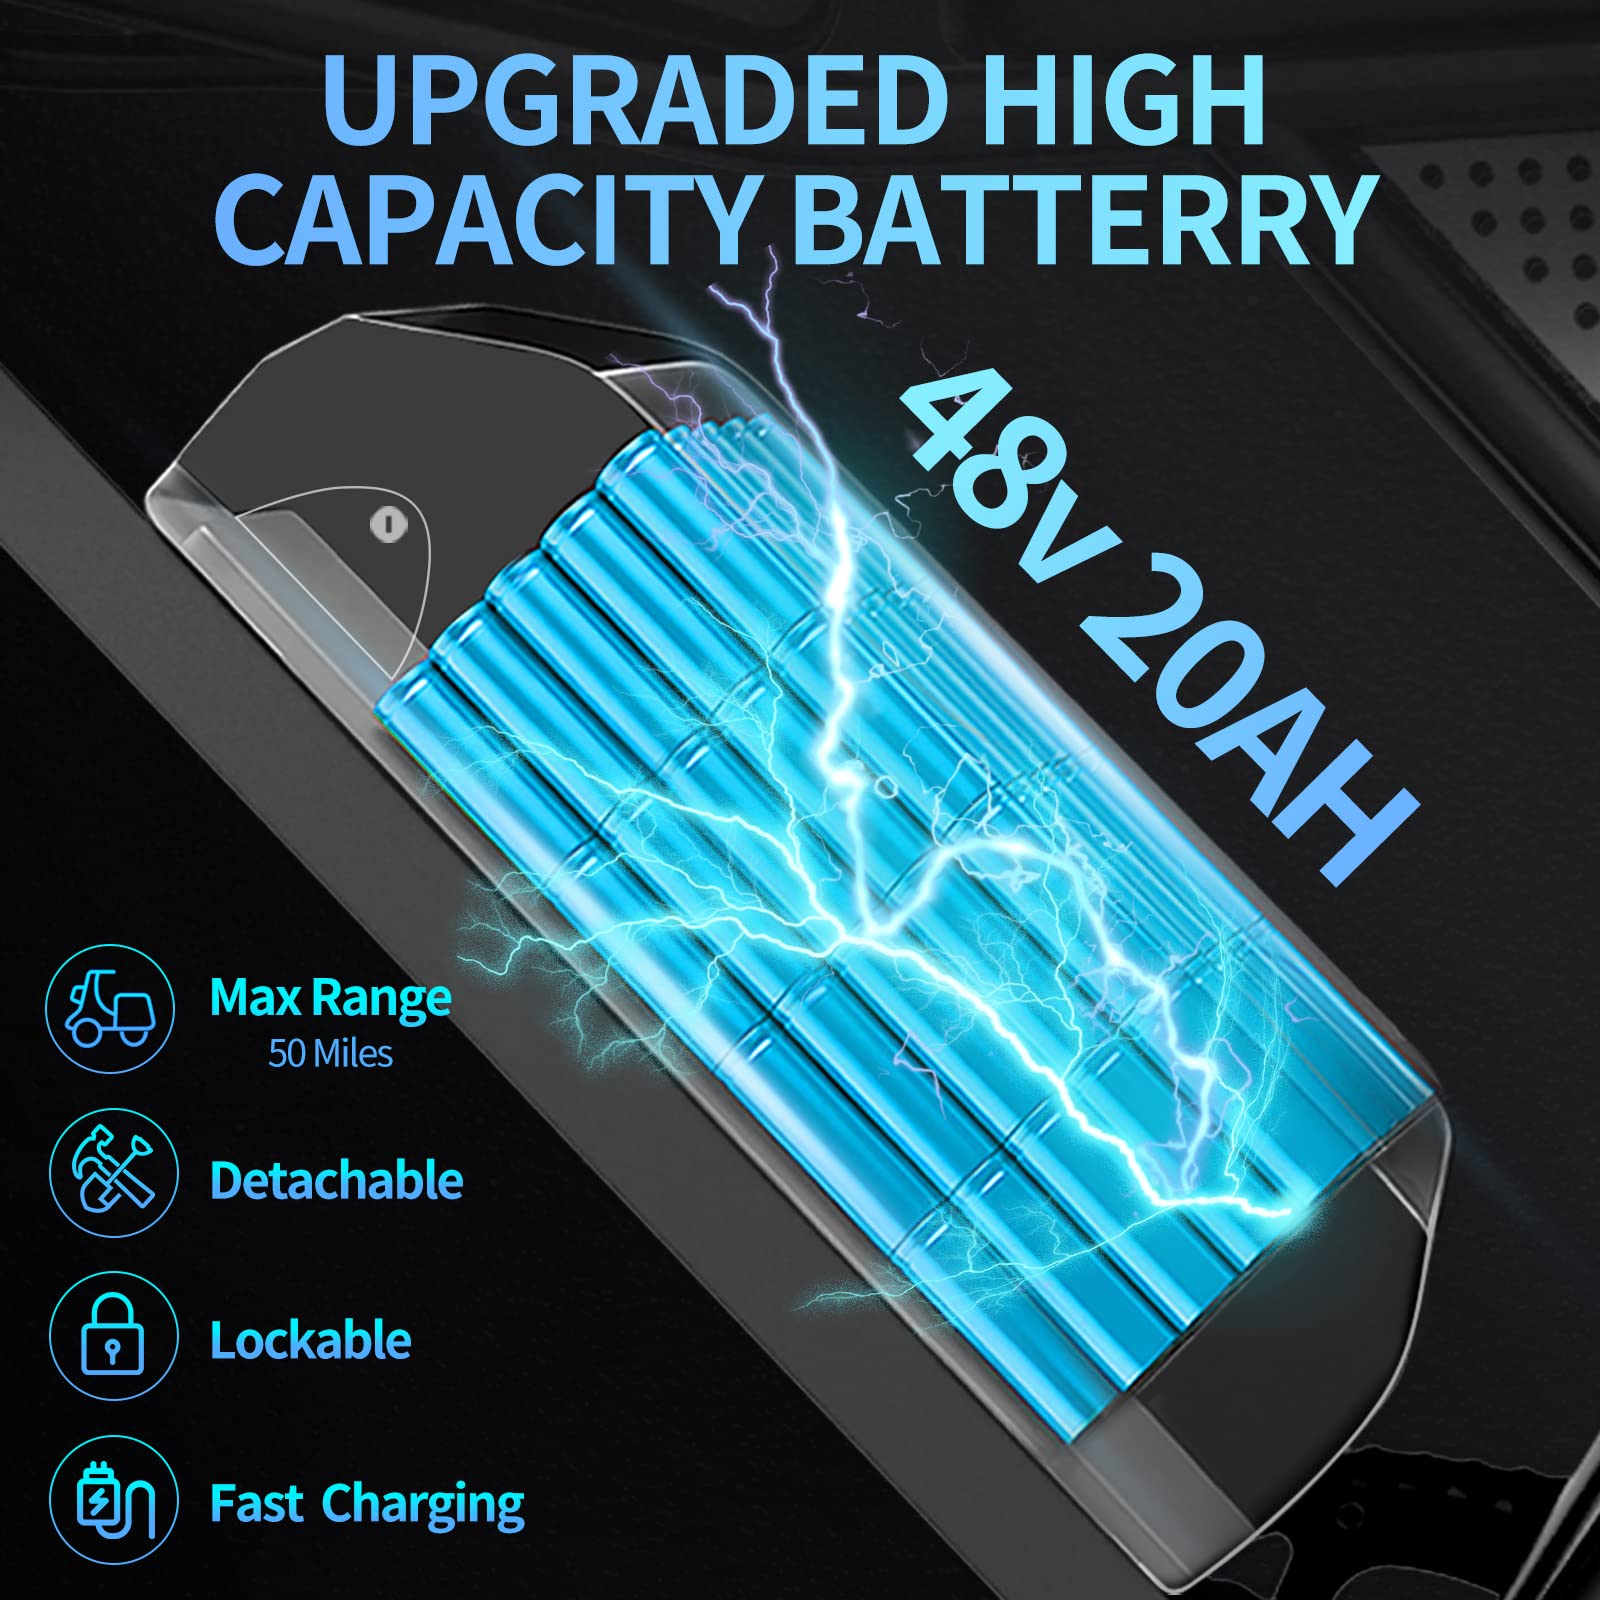 UPGRADED HIGH
CAPACITY BATTERRY
48V 20AH
Max Range
50 Miles
Detachable
Lockable
Fast Charging